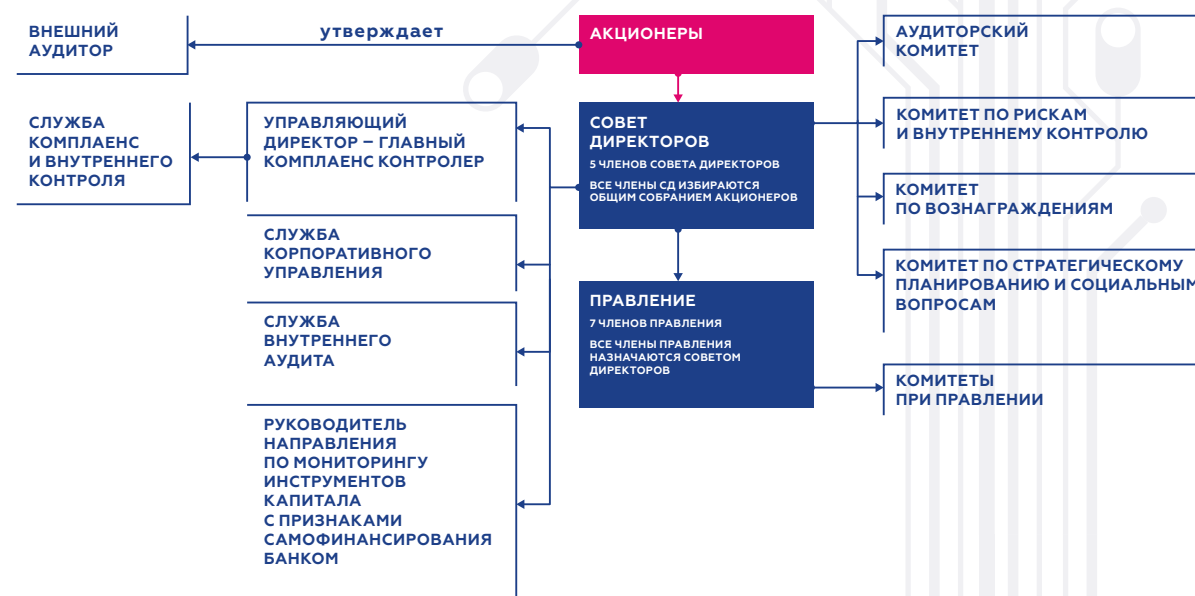 ВНЕШНИЙ
АУДИТОР
утверждает
АКЦИОНЕРЫ
АУДИТОРСКИЙ
КОМИТЕТ
СЛУЖБА
КОМПЛАЕНС
И ВНУТРЕННЕГО
КОНТРОЛЯ
УПРАВЛЯЮЩИЙ
ДИРЕКТОР – ГЛАВНЫЙ
КОМПЛАЕНС КОНТРОЛЕР
СОВЕТ
ДИРЕКТОРОВ
5 ЧЛЕНОВ СОВЕТА ДИРЕКТОРОВ
ВСЕ ЧЛЕНЫ СД ИЗБИРАЮТСЯ
ОБЩИМ СОБРАНИЕМ АКЦИОНЕРОВ
КОМИТЕТ ПО РИСКАМ
И ВНУТРЕННЕМУ КОНТРОЛЮ
КОМИТЕТ
ПО ВОЗНАГРАЖДЕНИЯМ
СЛУЖБА
КОРПОРАТИВНОГО
УПРАВЛЕНИЯ
КОМИТЕТ ПО СТРАТЕГИЧЕСКОМУ
ПЛАНИРОВАНИЮ И СОЦИАЛЬНЫМ
ВОПРОСАМ
СЛУЖБА
ВНУТРЕННЕГО
АУДИТА
ПРАВЛЕНИЕ
7 ЧЛЕНОВ ПРАВЛЕНИЯ
ВСЕ ЧЛЕНЫ ПРАВЛЕНИЯ
НАЗНАЧАЮТСЯ СОВЕТОМ
ДИРЕКТОРОВ
КОМИТЕТЫ
ПРИ ПРАВЛЕНИИ
РУКОВОДИТЕЛЬ
НАПРАВЛЕНИЯ
ПО МОНИТОРИНГУ
ИНСТРУМЕНТОВ
КАПИТАЛА
С ПРИЗНАКАМИ
САМОФИНАНСИРОВАНИЯ
БАНКОМ